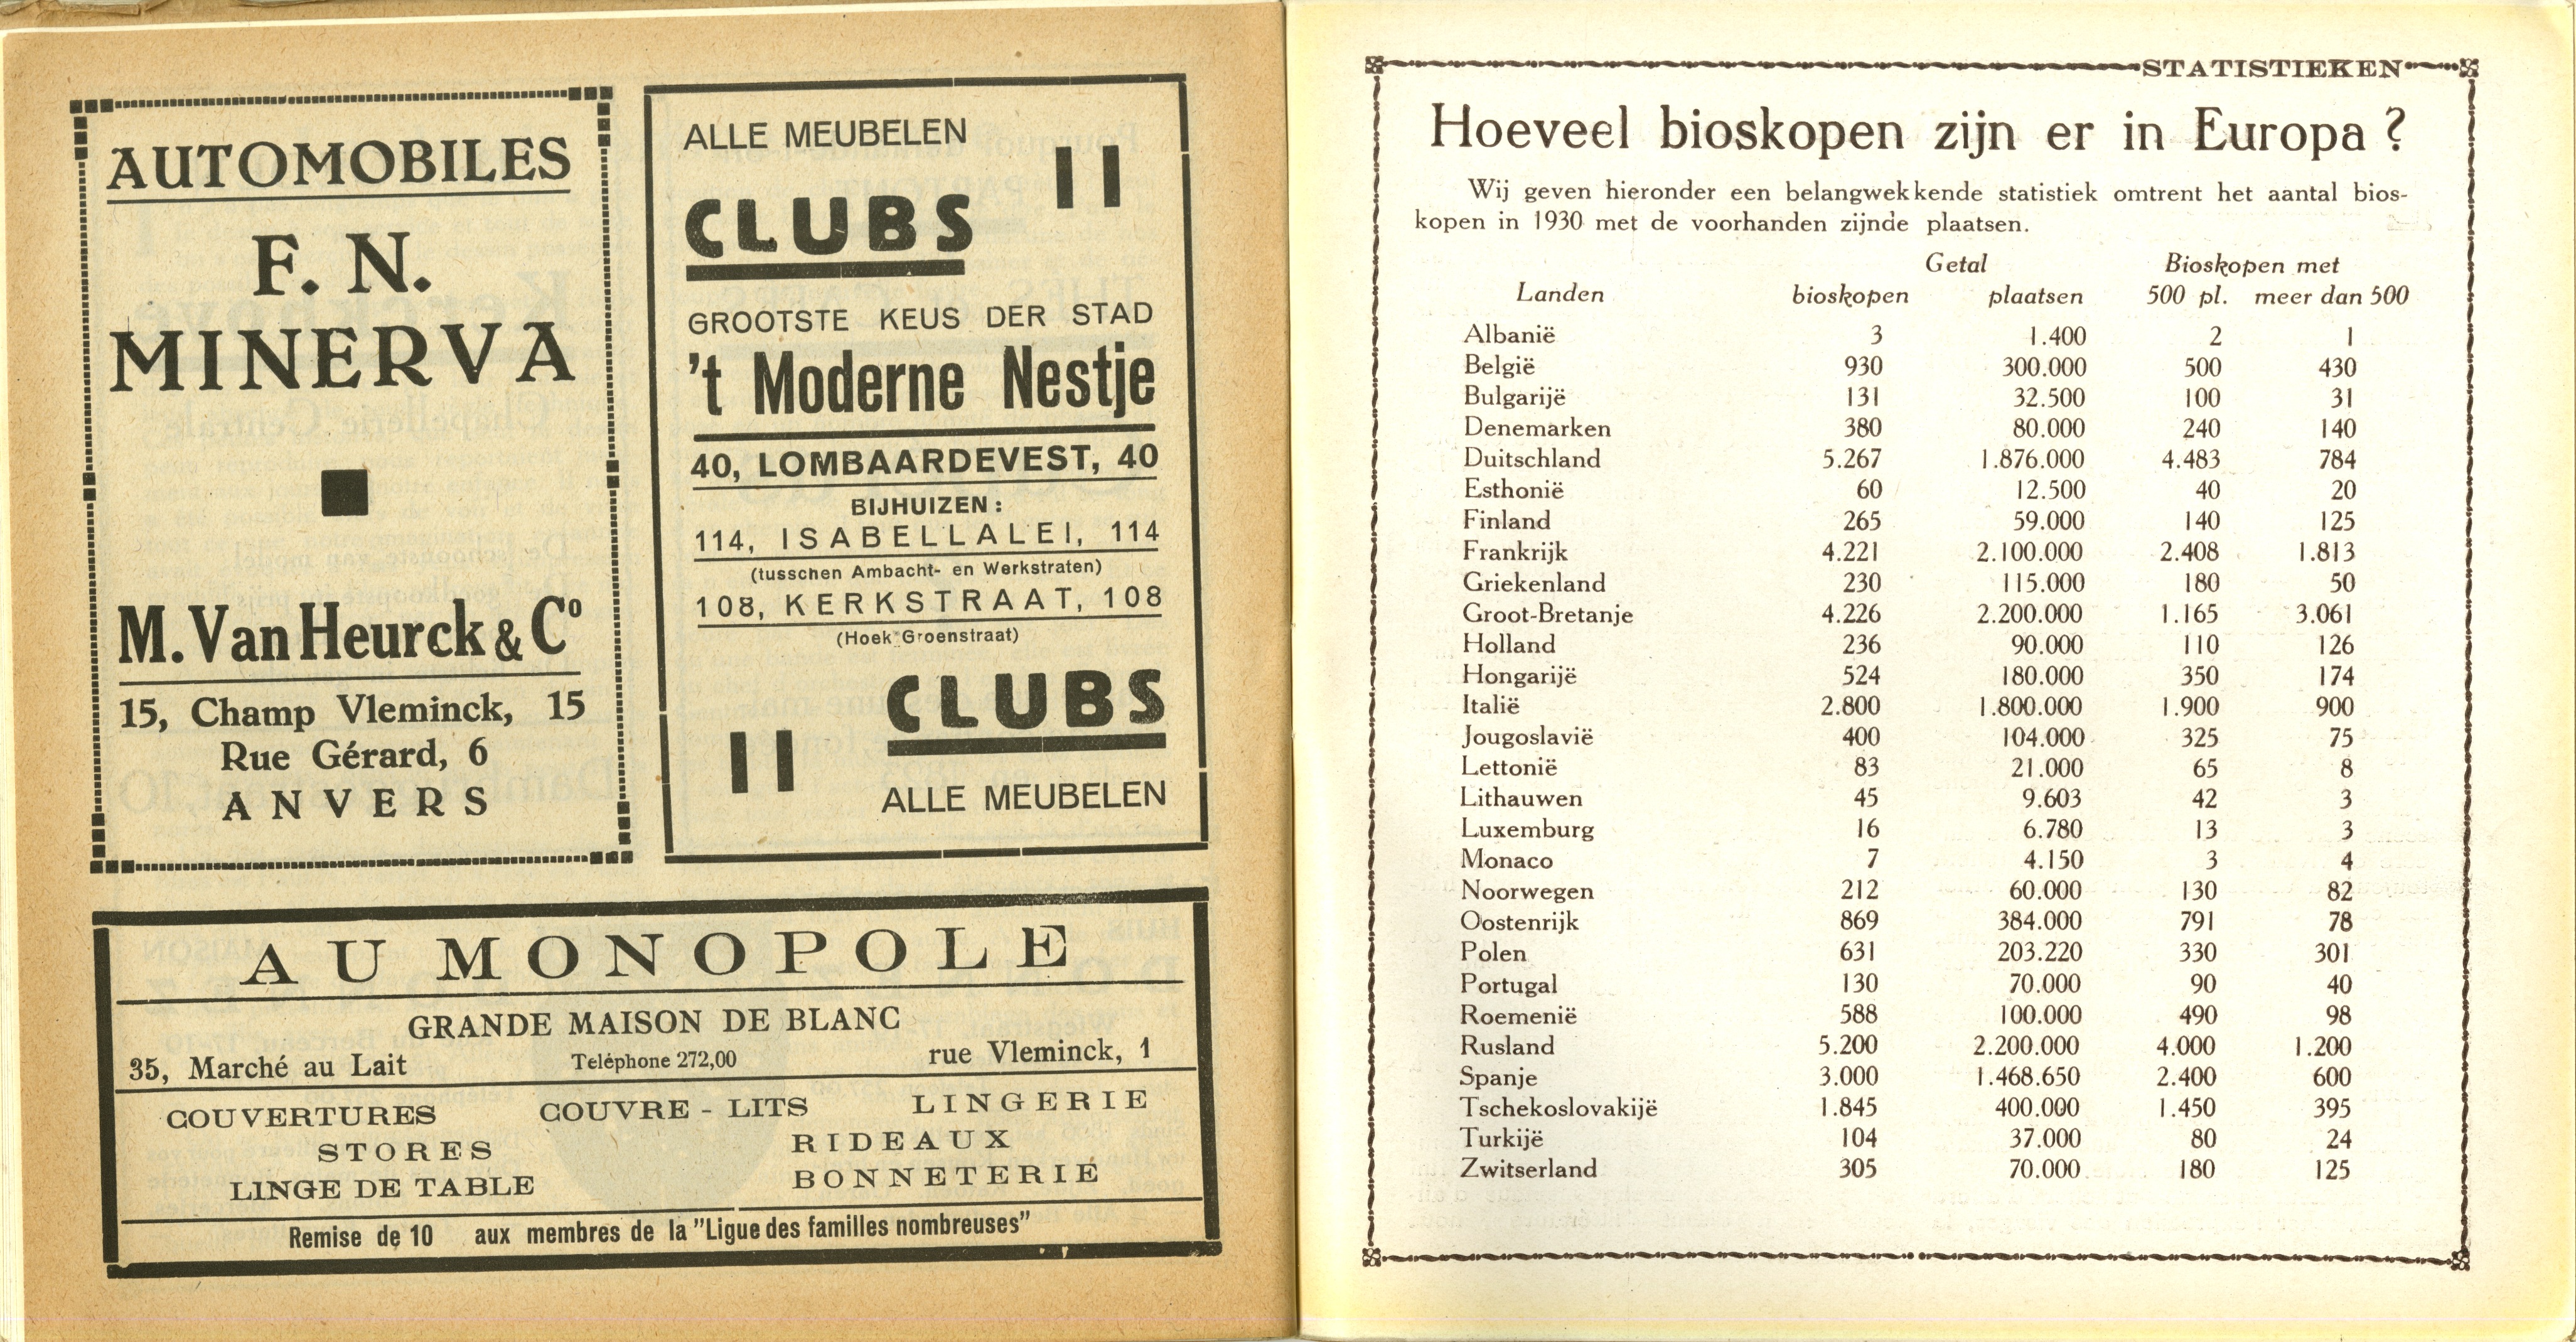 AUTOMOBILES
F. N.
MINERVA
M. Van Heurck & Cº
15, Champ Vleminck, 15
Rue Gérard, 6
ANVERS
ALLE MEUBELEN
CLUBS
GROOTSTE KEUS DER STAD
't Moderne Nestje
40, LOMBAARDEVEST, 40
BIJHUIZEN :
114, ISABELLALEI, 114
(tusschen Ambacht- en Werkstraten)
108, KERKSTRAAT, 108
(Hoek Groenstraat)
CLUBS
ALLE MEUBELEN
AU MONOPOLE
GRANDE MAISON DE BLANC
35, Marché au Lait Teléphone 272,00 rue Vleminck, 1
COUVERTURES COUVRE - LITS LINGERIE
STORES RIDEAUX
LINGE DE TABLE BONNETERIE
Remise de 10 aux membres de la "Ligue des familles nombreuses"
STATISTIEKEN
Hoeveel bioskopen zijn er in Europa ?
Wij geven hieronder een belangwekkende statistiek omtrent het aantal bios-
kopen in 1930 met de voorhanden zijnde plaatsen.
Getal Bioskopen met
Landen bioskopen plaatsen 500 pl. meer dan 500
Albanië 3 1.400 2 1
België 930 300.000 500 430
Bulgarijë 131 32.500 100 31
Denemarken 380 80.000 240 140
Duitschland 5.267 1.876.000 4.483 784
Esthonië 60 12.500 40 20
Finland 265 59.000 140 125
Frankrijk 4.221 2.100.000 2.408 1.813
Griekenland 230 115.000 180 50
Groot-Bretanje 4.226 2.200.000 1.165 3.061
Holland 236 90.000 110 126
Hongarijë 524 180.000 350 174
Italië 2.800 1.800.000 1.900 900
Jougoslavië 400 104.000 325 75
Lettonië 83 21.000 65 8
Lithauwen 45 9.603 42 3
Luxemburg 16 6.780 13 3
Monaco 7 4.150 3 4
Noorwegen 212 60.000 130 82
Oostenrijk 869 384.000 791 78
Polen 631 203.220 330 301
Portugal 130 70.000 90 40
Roemenië 588 100.000 490 98
Rusland 5.200 2.200.000 4.000 1.200
Spanje 3.000 1.468.650 2.400 600
Tschekoslovakijë 1.845 400.000 1.450 395
Turkijë 104 37.000 80 24
Zwitserland 305 70.000 180 125